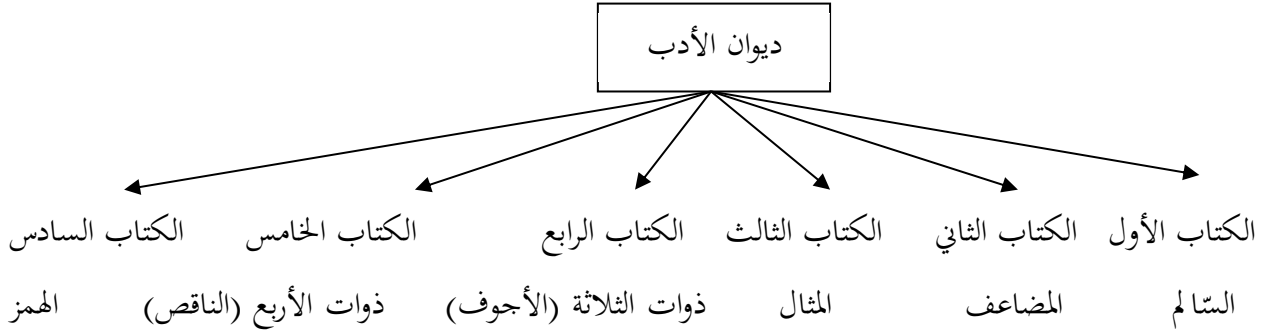 ديوان الأدب
الكتاب الأول الكتاب الثاني الكتاب الثالث الكتاب الرابع الكتاب الخامس الكتاب السادس
السّالم المضاعف المثال ذوات الثلاثة (الأجوف) ذوات الأربع (الناقص) الهمز